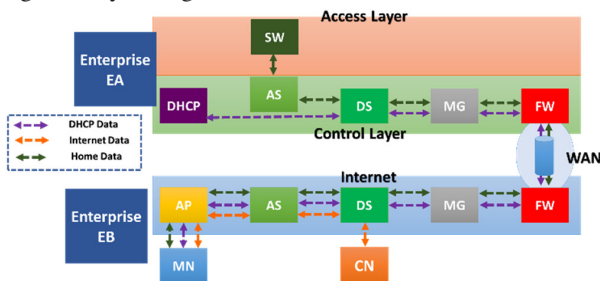 Access Layer
SW
Enterprise
EA
AS
DHCP
DS
MG
FW
Control Layer
DHCP Data
Internet Data
Home Data
WAN
Internet
Enterprise
EB
AP
AS
DS
MG
FW
MN
CN